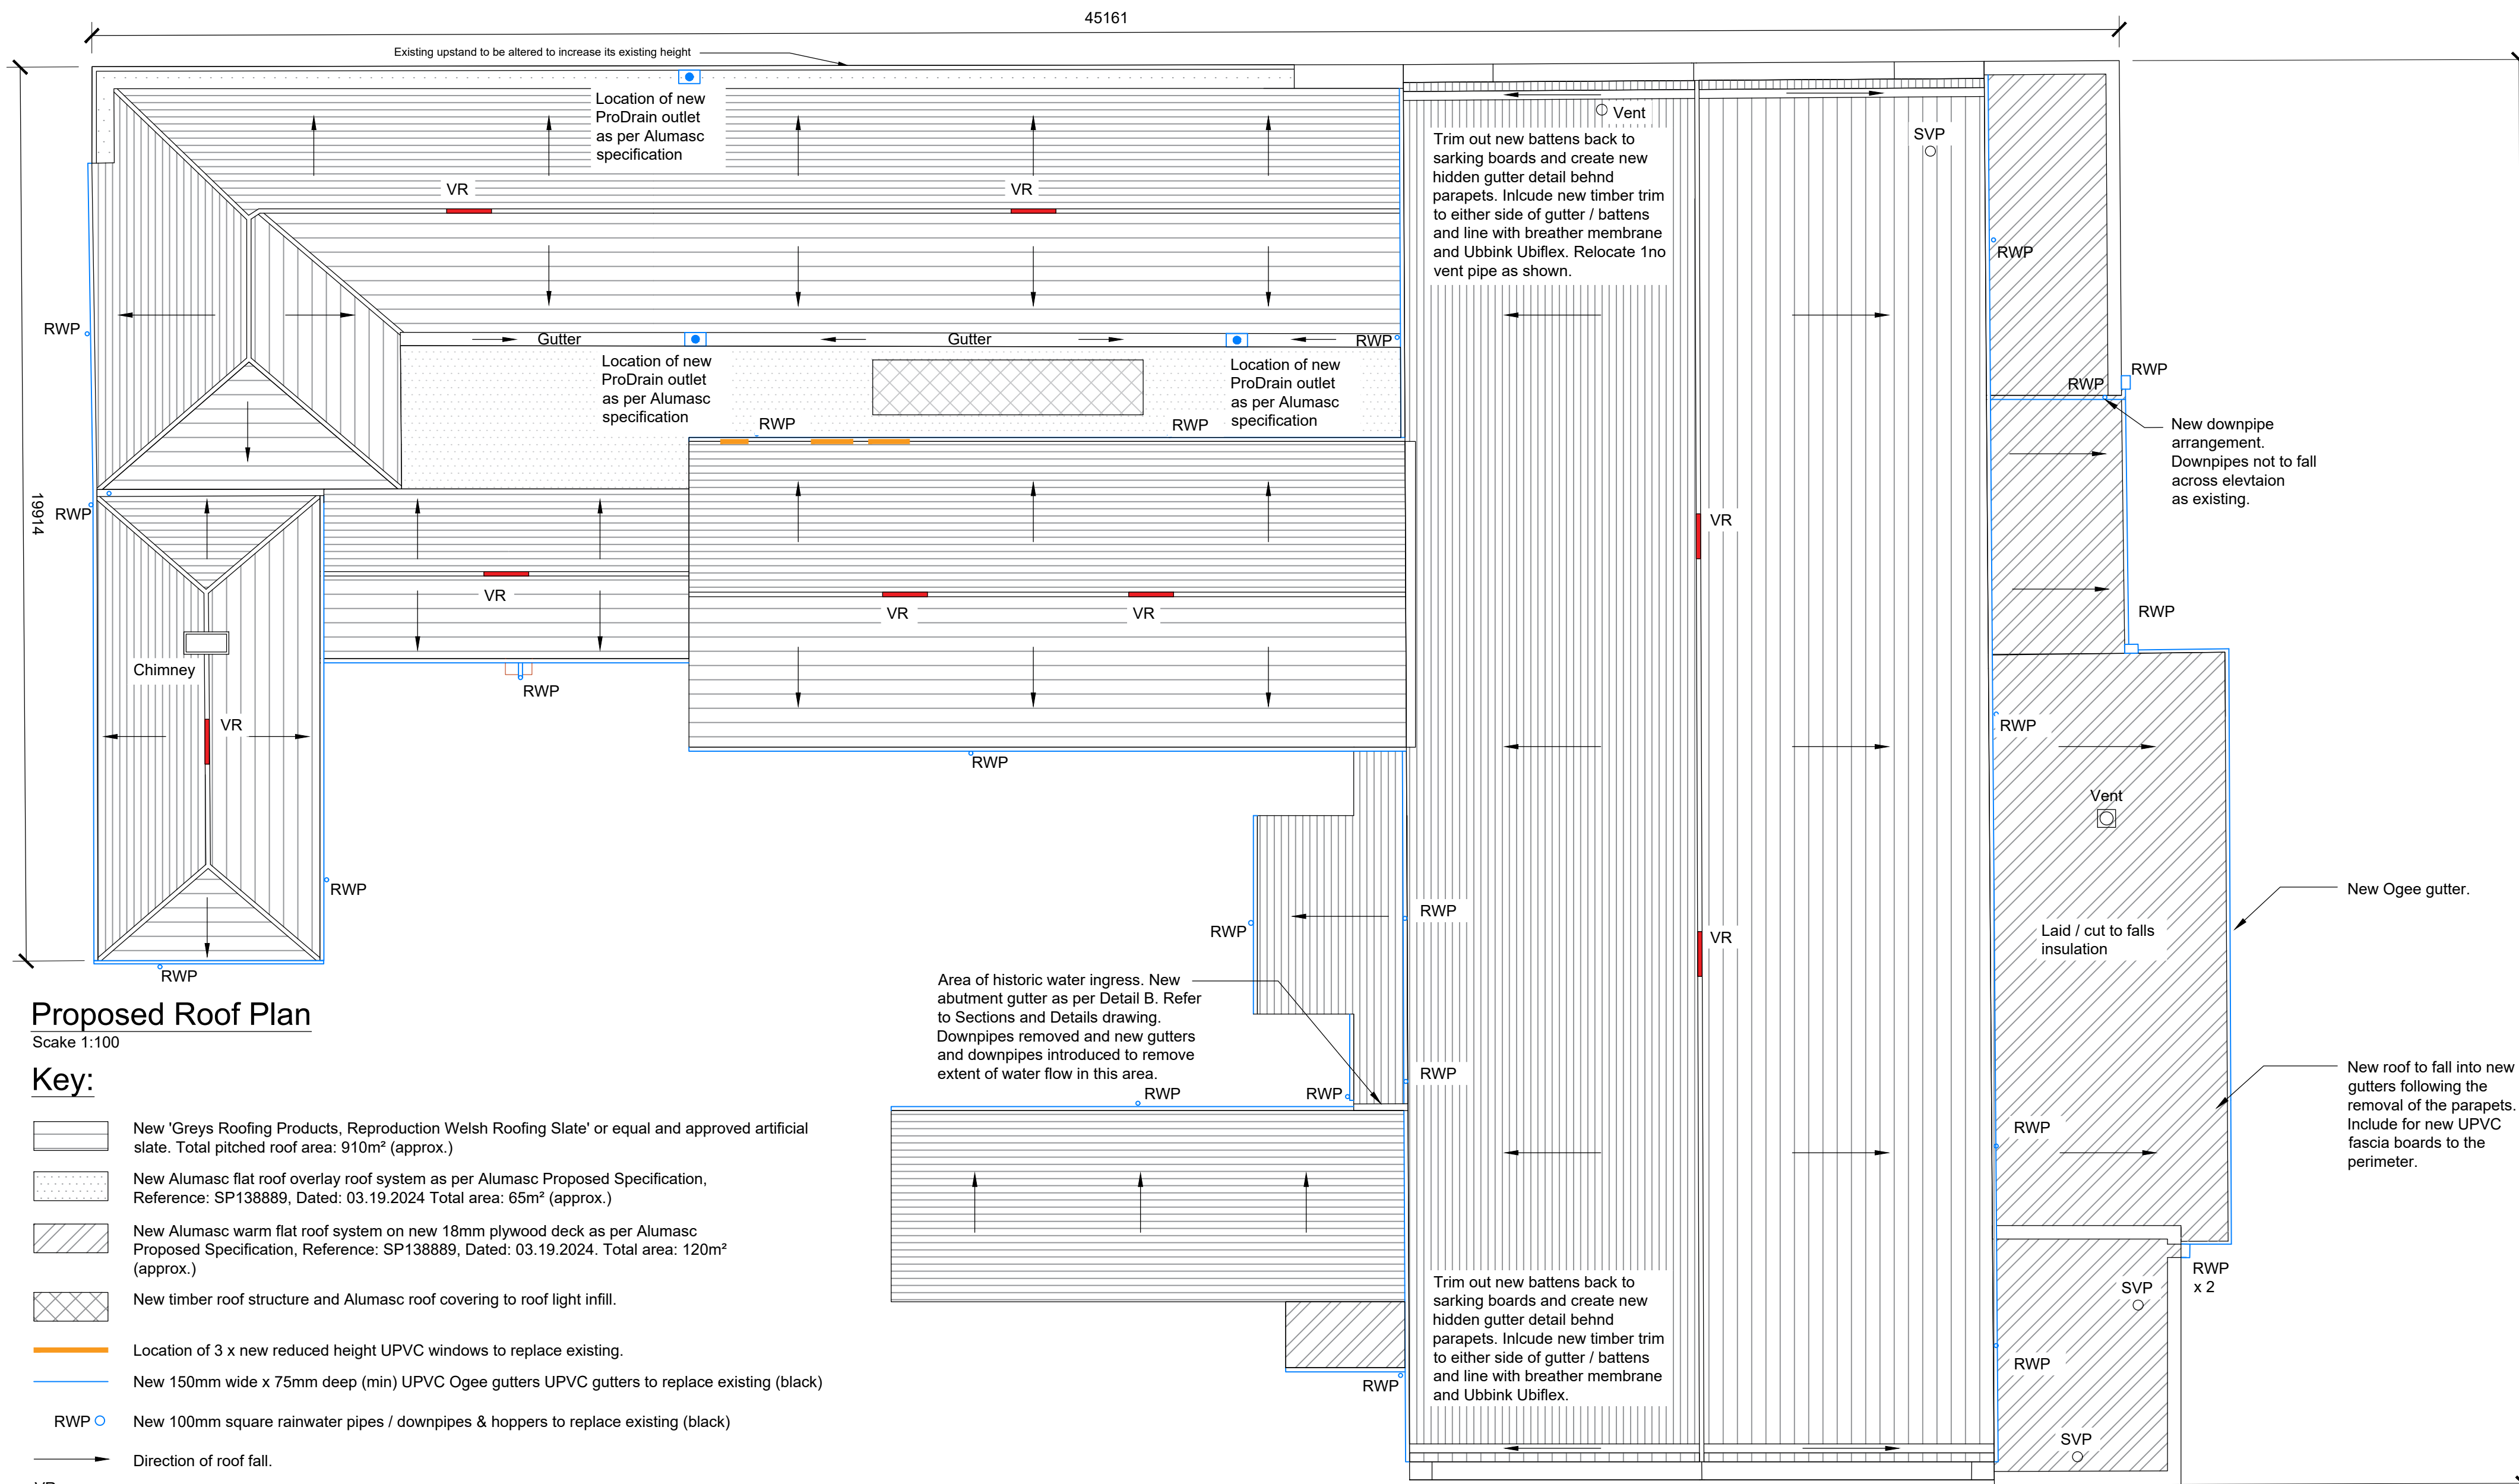 45161
Existing upstand to be altered to increase its existing height
Location of new
ProDrain outlet
as per Alumasc
specification
Vent
SVP
Trim out new battens back to
sarking boards and create new
hidden gutter detail behnd
parapets. Inlcude new timber trim
to either side of gutter / battens
and line with breather membrane
and Ubbink Ubiflex. Relocate 1no
vent pipe as shown.
VR
VR
RWP
RWP
Gutter
Gutter
RWP
Location of new
ProDrain outlet
as per Alumasc
specification
Location of new
ProDrain outlet
as per Alumasc
specification
RWP
RWP
RWP
RWP
New downpipe
arrangement.
Downpipes not to fall
across elevtaion
as existing.
19914
RWP
VR
VR
VR
VR
RWP
Chimney
RWP
VR
RWP
RWP
Vent
RWP
New Ogee gutter.
RWP
RWP
Laid / cut to falls
insulation
VR
RWP
Area of historic water ingress. New
abutment gutter as per Detail B. Refer
to Sections and Details drawing.
Downpipes removed and new gutters
and downpipes introduced to remove
extent of water flow in this area.
RWP
RWP
RWP
RWP
New roof to fall into new
gutters following the
removal of the parapets.
Include for new UPVC
fascia boards to the
perimeter.
RWP
x 2
SVP
Trim out new battens back to
sarking boards and create new
hidden gutter detail behnd
parapets. Inlcude new timber trim
to either side of gutter / battens
and line with breather membrane
and Ubbink Ubiflex.
RWP
RWP
SVP
Proposed Roof Plan
Scake 1:100
Key:
New 'Greys Roofing Products, Reproduction Welsh Roofing Slate' or equal and approved artificial
slate. Total pitched roof area: 910m² (approx.)
New Alumasc flat roof overlay roof system as per Alumasc Proposed Specification,
Reference: SP138889, Dated: 03.19.2024 Total area: 65m² (approx.)
New Alumasc warm flat roof system on new 18mm plywood deck as per Alumasc
Proposed Specification, Reference: SP138889, Dated: 03.19.2024. Total area: 120m²
(approx.)
New timber roof structure and Alumasc roof covering to roof light infill.
Location of 3 x new reduced height UPVC windows to replace existing.
New 150mm wide x 75mm deep (min) UPVC Ogee gutters UPVC gutters to replace existing (black)
RWP New 100mm square rainwater pipes / downpipes & hoppers to replace existing (black)
Direction of roof fall.